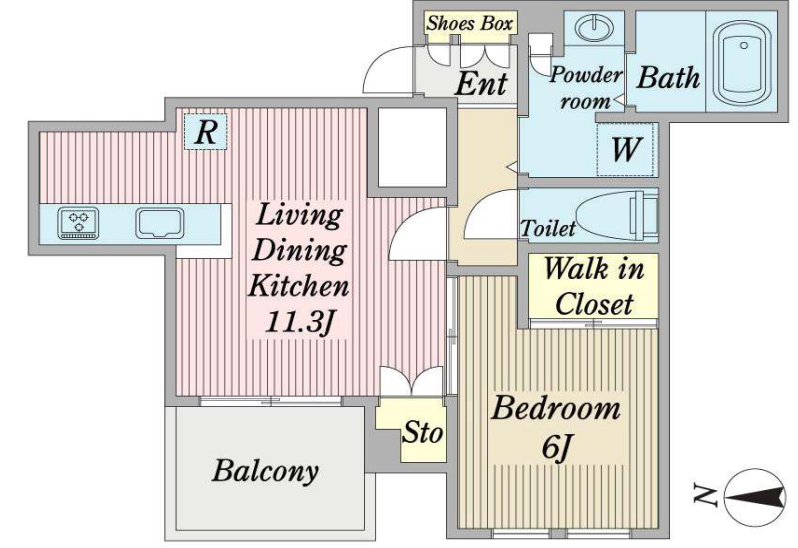 Shoes Box
Ent
Powder
room
Bath
R
W
Living
Dining
Kitchen
11.3J
Toilet
Walk in
Closet
Bedroom
6J
Sto
Balcony
N